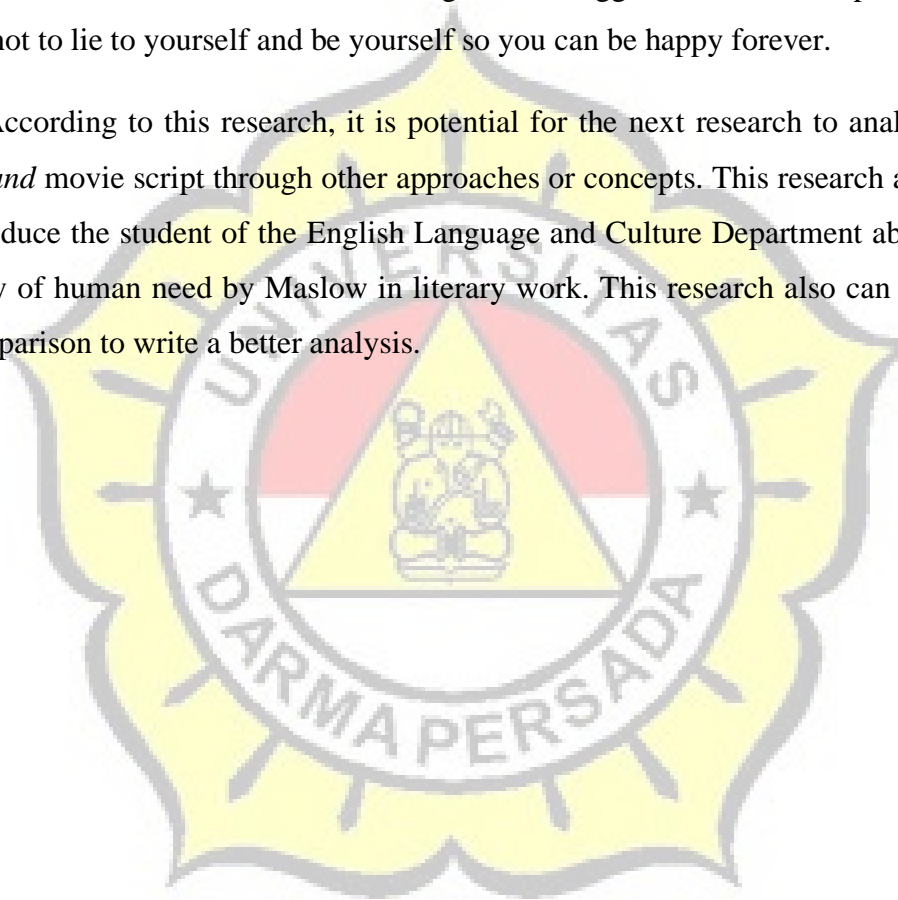 not to lie to yourself and be yourself so you can be happy forever.
According to this research, it is potential for the next research to anal
and movie script through other approaches or concepts. This research a
duce the student of the English Language and Culture Department ab
y of human need by Maslow in literary work. This research also can
parison to write a better analysis.
UNIVERSITAS
DARMA PERSADA